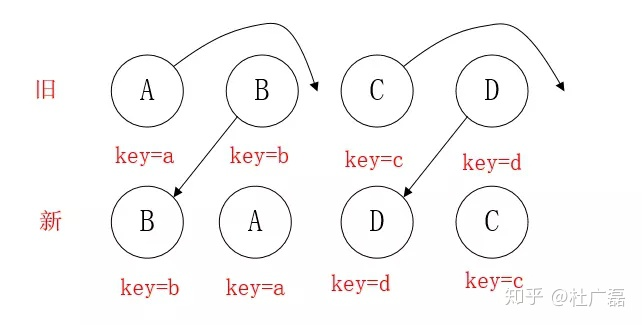 旧 A B C D
key=a key=b key=c key=d
新 B A D C
key=b key=a key=d key=c
知乎 @杜广磊